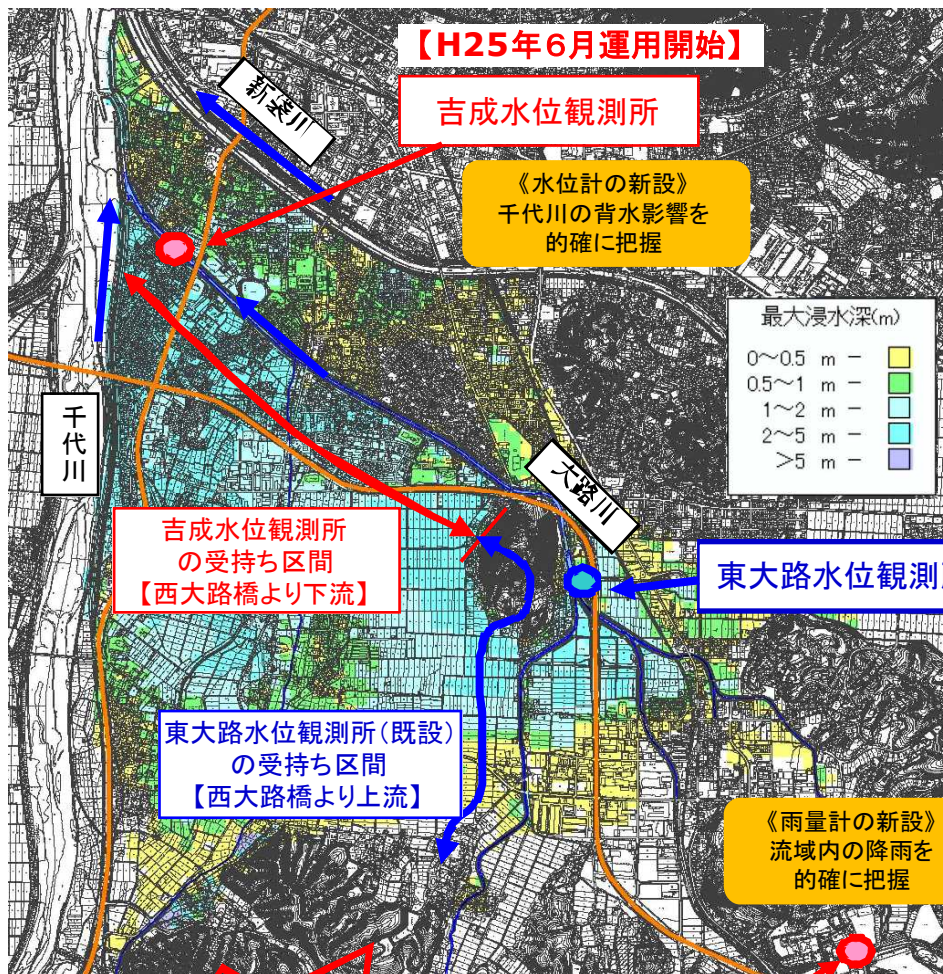 【H25年６月運用開始】
吉成水位観測所
新袋川
《水位計の新設》
千代川の背水影響を
的確に把握
最大浸水深(m)
0～0.5 m －
0.5～1 m －
1～2 m －
2～5 m －
>5 m －
千代川
大路川
吉成水位観測所
の受持ち区間
【西大路橋より下流】
東大路水位観測
東大路水位観測所（既設）
の受持ち区間
【西大路橋より上流】
《雨量計の新設》
流域内の降雨を
的確に把握